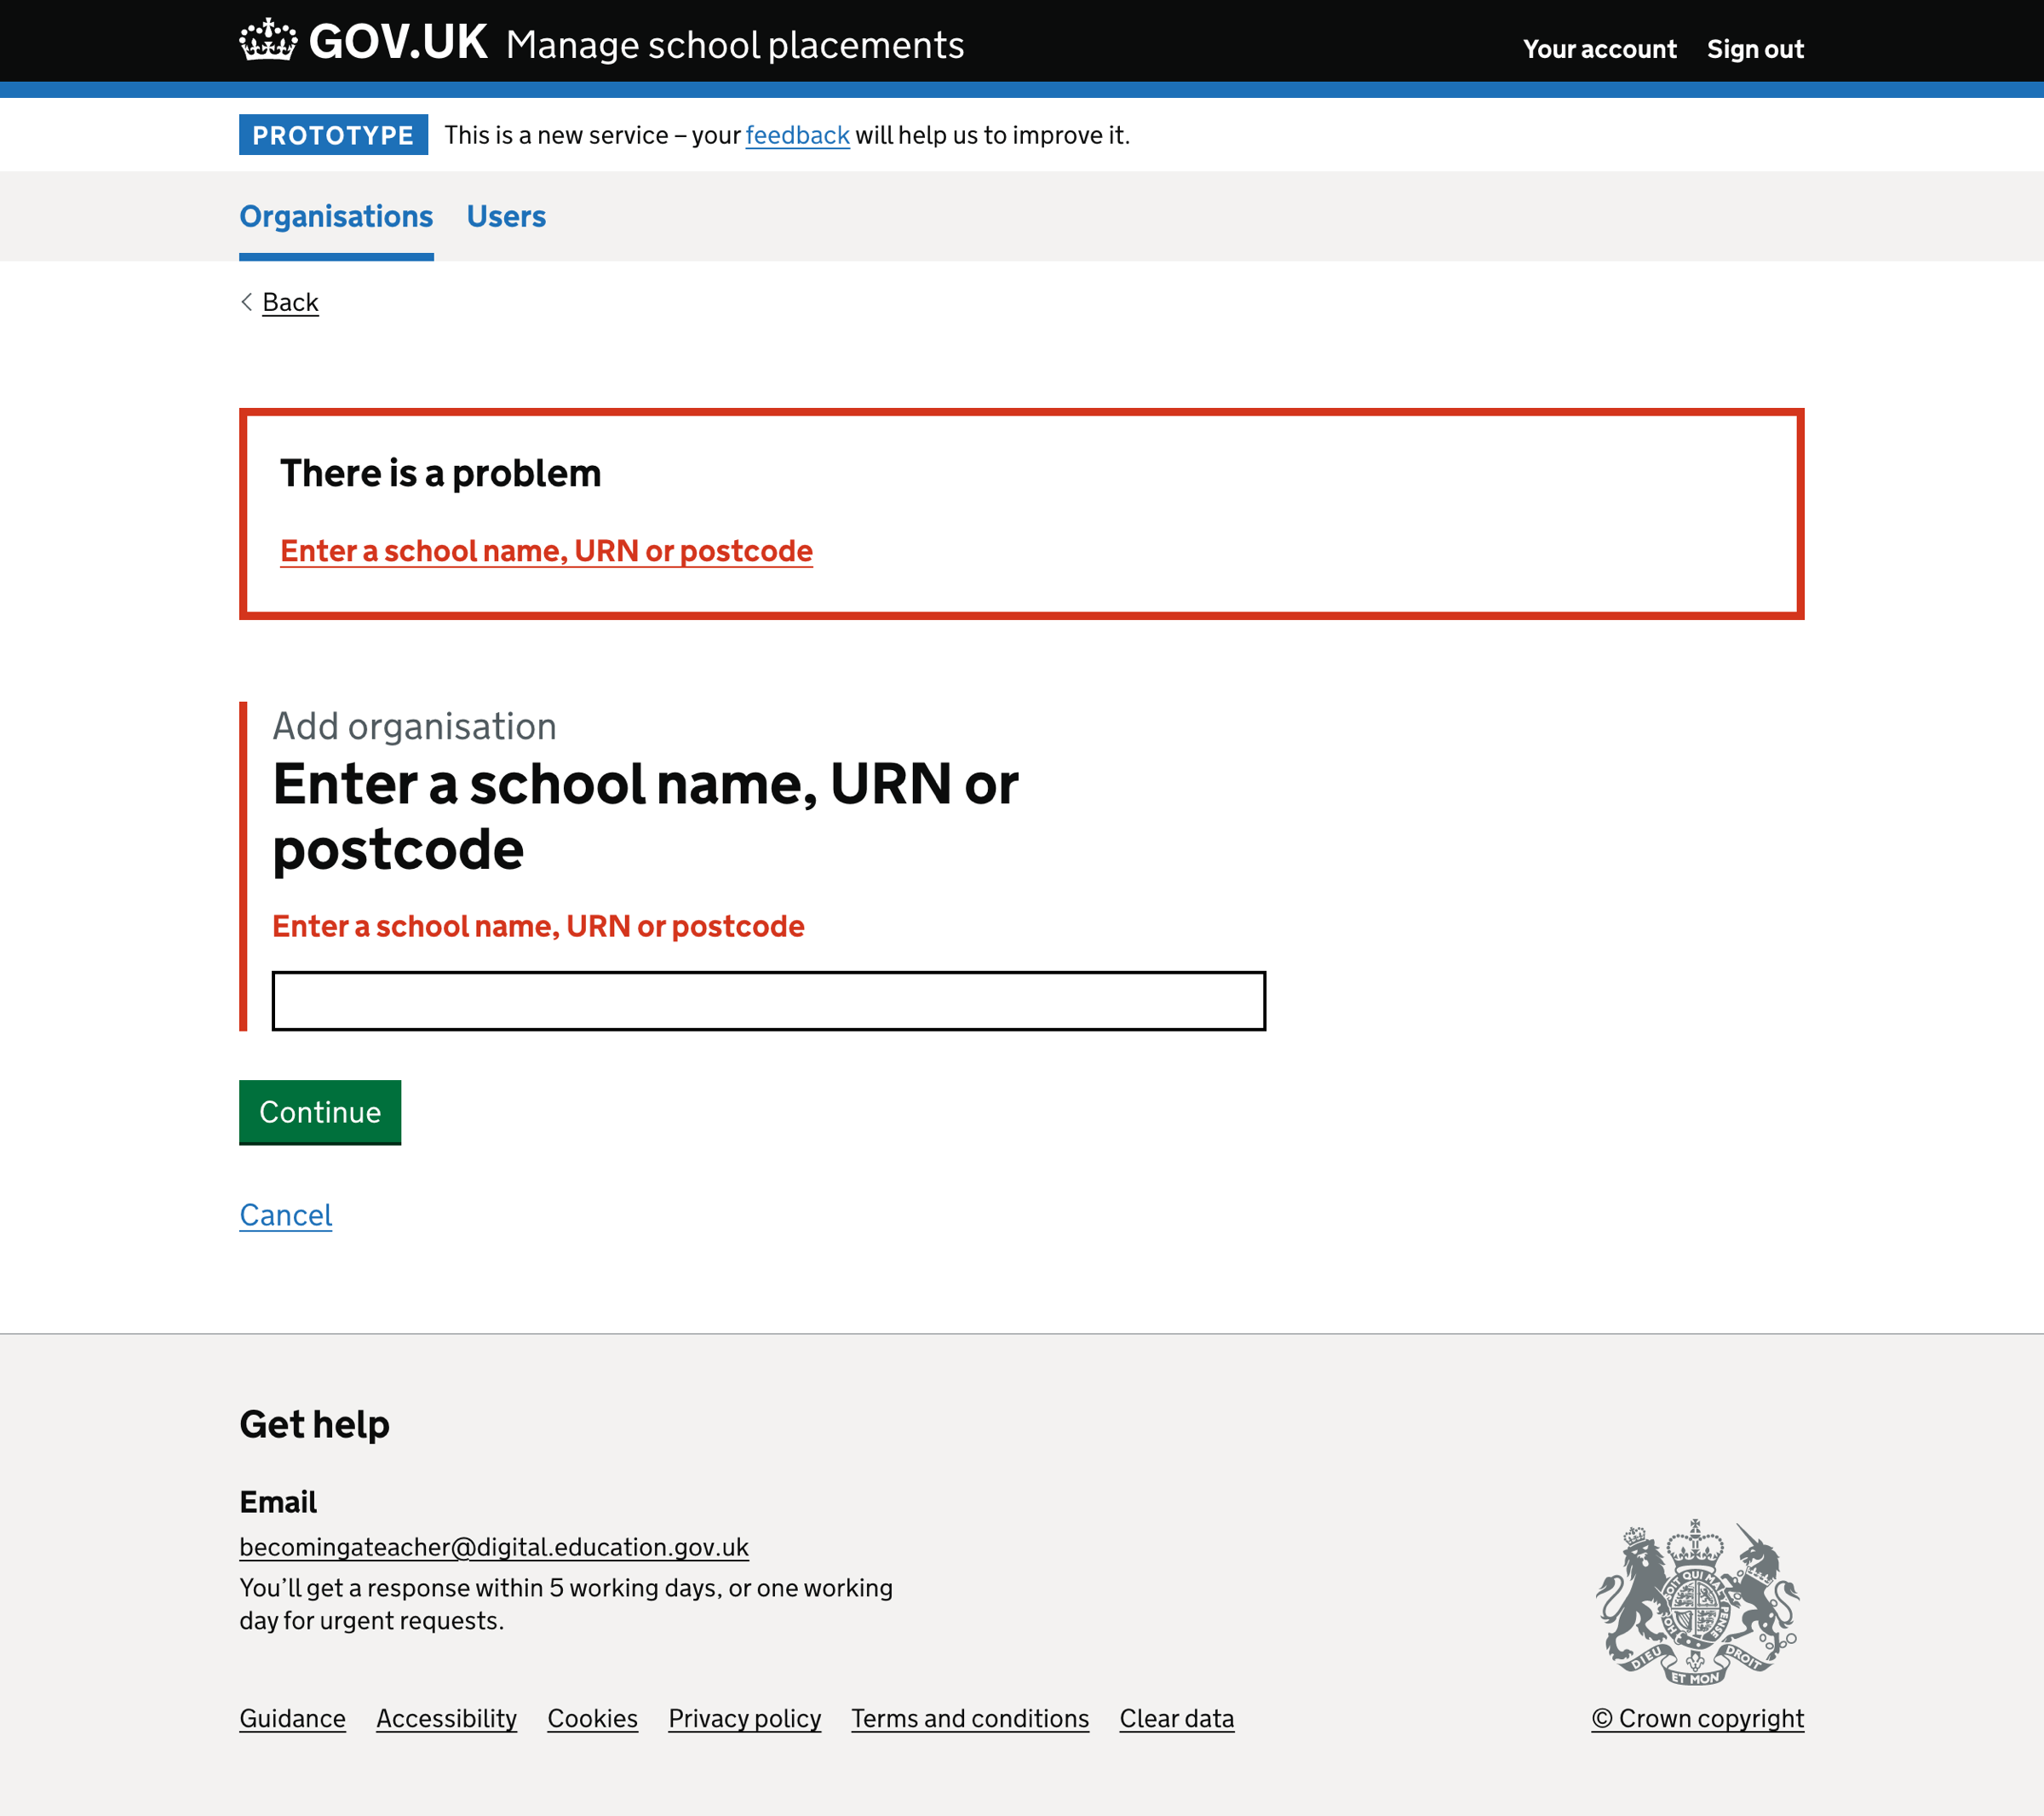 GOV.UK Manage school placements Your account Sign out
PROTOTYPE This is a new service – your feedback will help us to improve it.
Organisations Users
Back
There is a problem
Enter a school name, URN or postcode
Add organisation
Enter a school name, URN or
postcode
Enter a school name, URN or postcode
Continue
Cancel
Get help
Email
becomingateacher@digital.education.gov.uk
You’ll get a response within 5 working days, or one working
day for urgent requests.
DIEU ET MON DROIT
Guidance Accessibility Cookies Privacy policy Terms and conditions Clear data
© Crown copyright